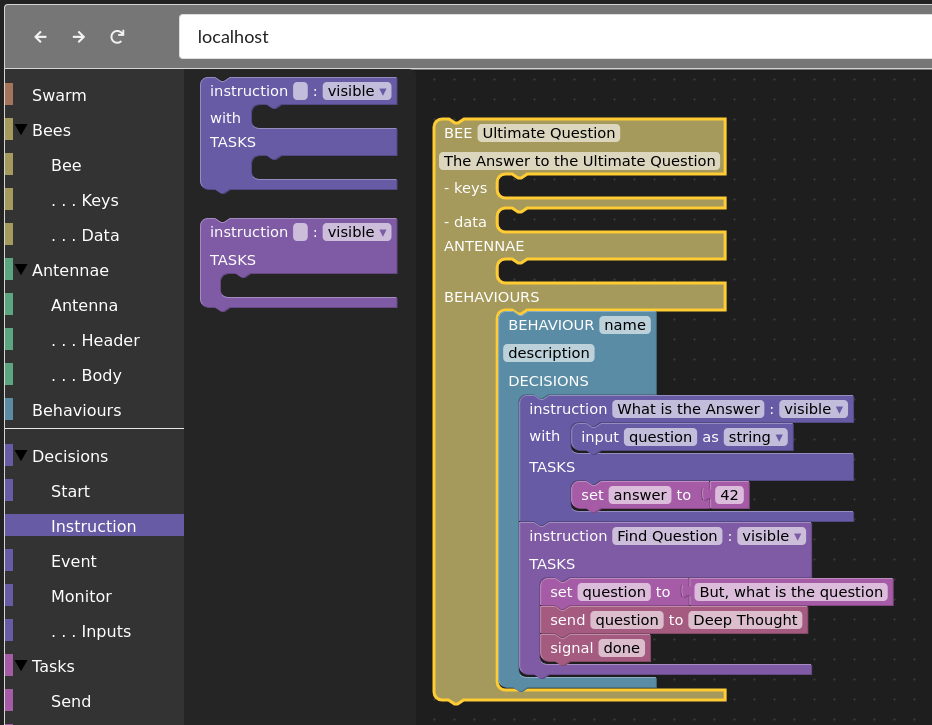 localhost
Swarm
Bees
Bee
. . . Keys
. . . Data
Antennae
Antenna
. . . Header
. . . Body
Behaviours
Decisions
Start
Instruction
Event
Monitor
. . . Inputs
Tasks
Send
instruction : visible
with
TASKS
instruction : visible
TASKS
BEE Ultimate Question
The Answer to the Ultimate Question
- keys
- data
ANTENNAE
BEHAVIOURS
BEHAVIOUR name
description
DECISIONS
instruction What is the Answer : visible
with input question as string
TASKS
set answer to 42
instruction Find Question : visible
TASKS
set question to But, what is the question
send question to Deep Thought
signal done